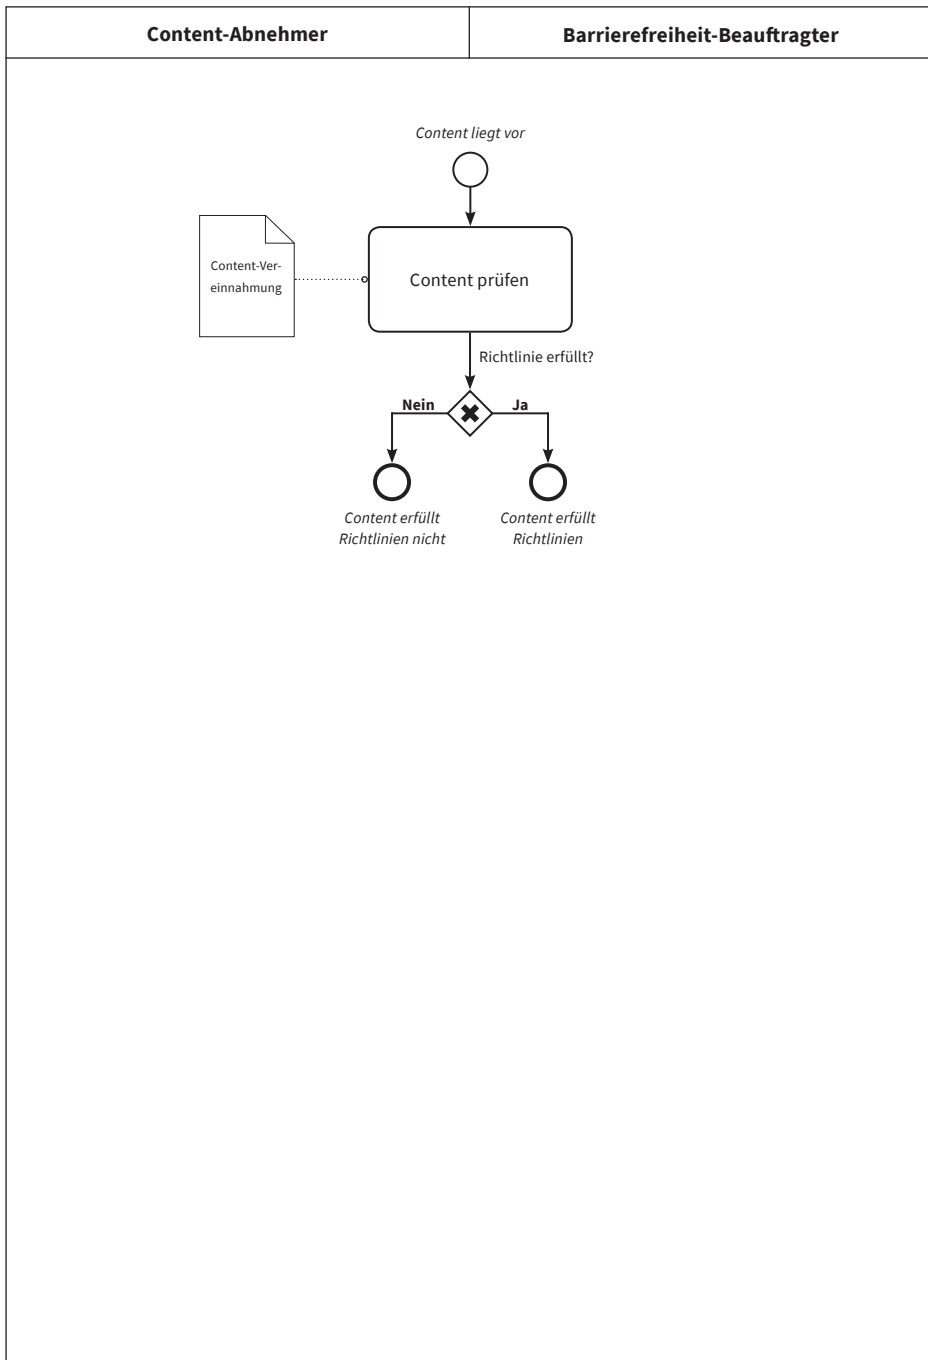 Content-Abnehmer
Barrierefreiheit-Beauftragter
Content liegt vor
Content-Ver-
einnahmung
Content prüfen
Richtlinie erfüllt?
Nein
Ja
Content erfüllt
Richtlinien nicht
Content erfüllt
Richtlinien